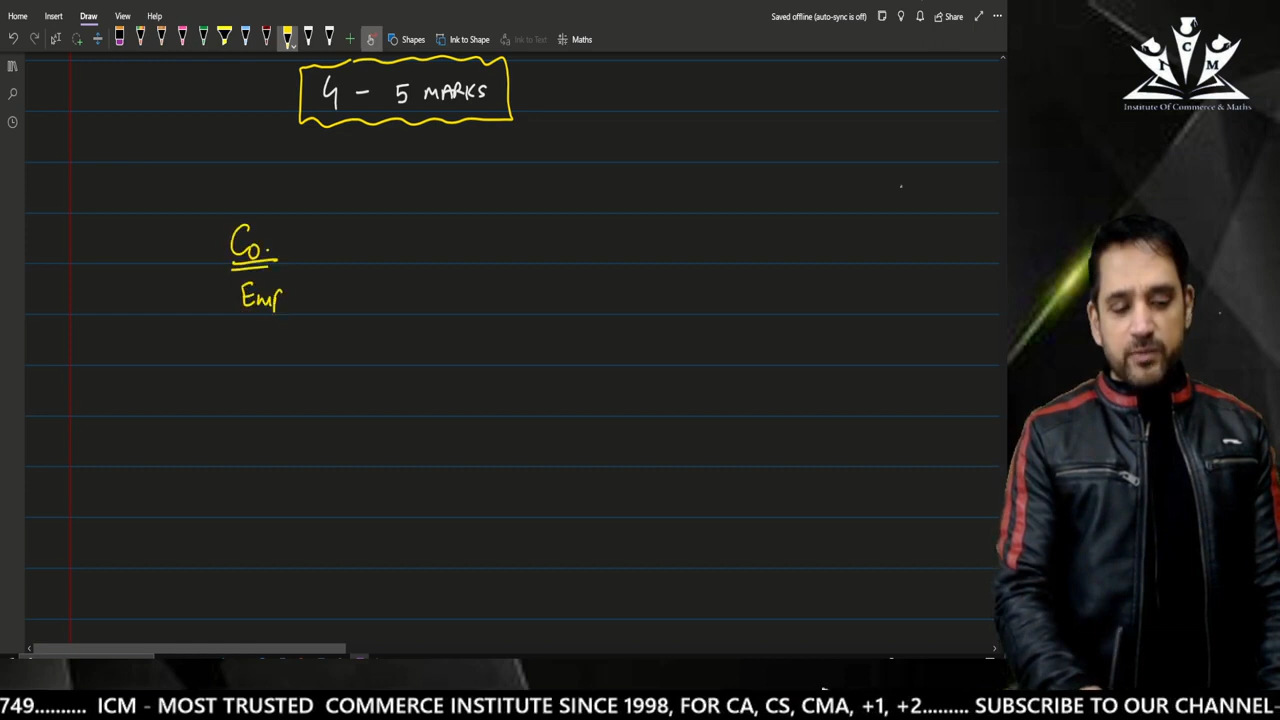 Home Insert Draw View Help
Saved offline (auto-sync is off) Share
Shapes Ink to Shape Ink to Text Maths
4 - 5 MARKS
Co.
Emp
I C M
Institute Of Commerce & Maths
749.......... ICM - MOST TRUSTED COMMERCE INSTITUTE SINCE 1998, FOR CA, CS, CMA, +1, +2......... SUBSCRIBE TO OUR CHANNEL-